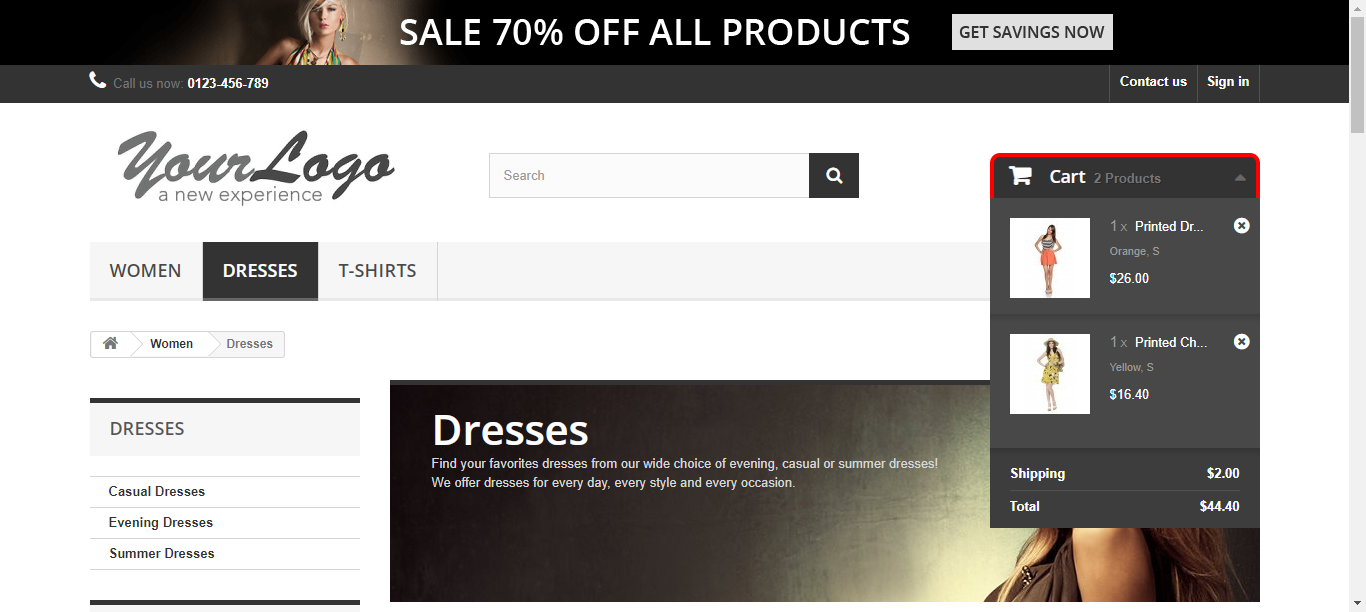 SALE 70% OFF ALL PRODUCTS
GET SAVINGS NOW
Call us now: 0123-456-789
Contact us
Sign in
YourLogo
a new experience
Search
Cart 2 Products
1 x Printed Dr...
Orange, S
$26.00
WOMEN
DRESSES
T-SHIRTS
1 x Printed Ch...
Yellow, S
$16.40
Shipping $2.00
Total $44.40
Women
Dresses
DRESSES
Casual Dresses
Evening Dresses
Summer Dresses
Dresses
Find your favorites dresses from our wide choice of evening, casual or summer dresses!
We offer dresses for every day, every style and every occasion.